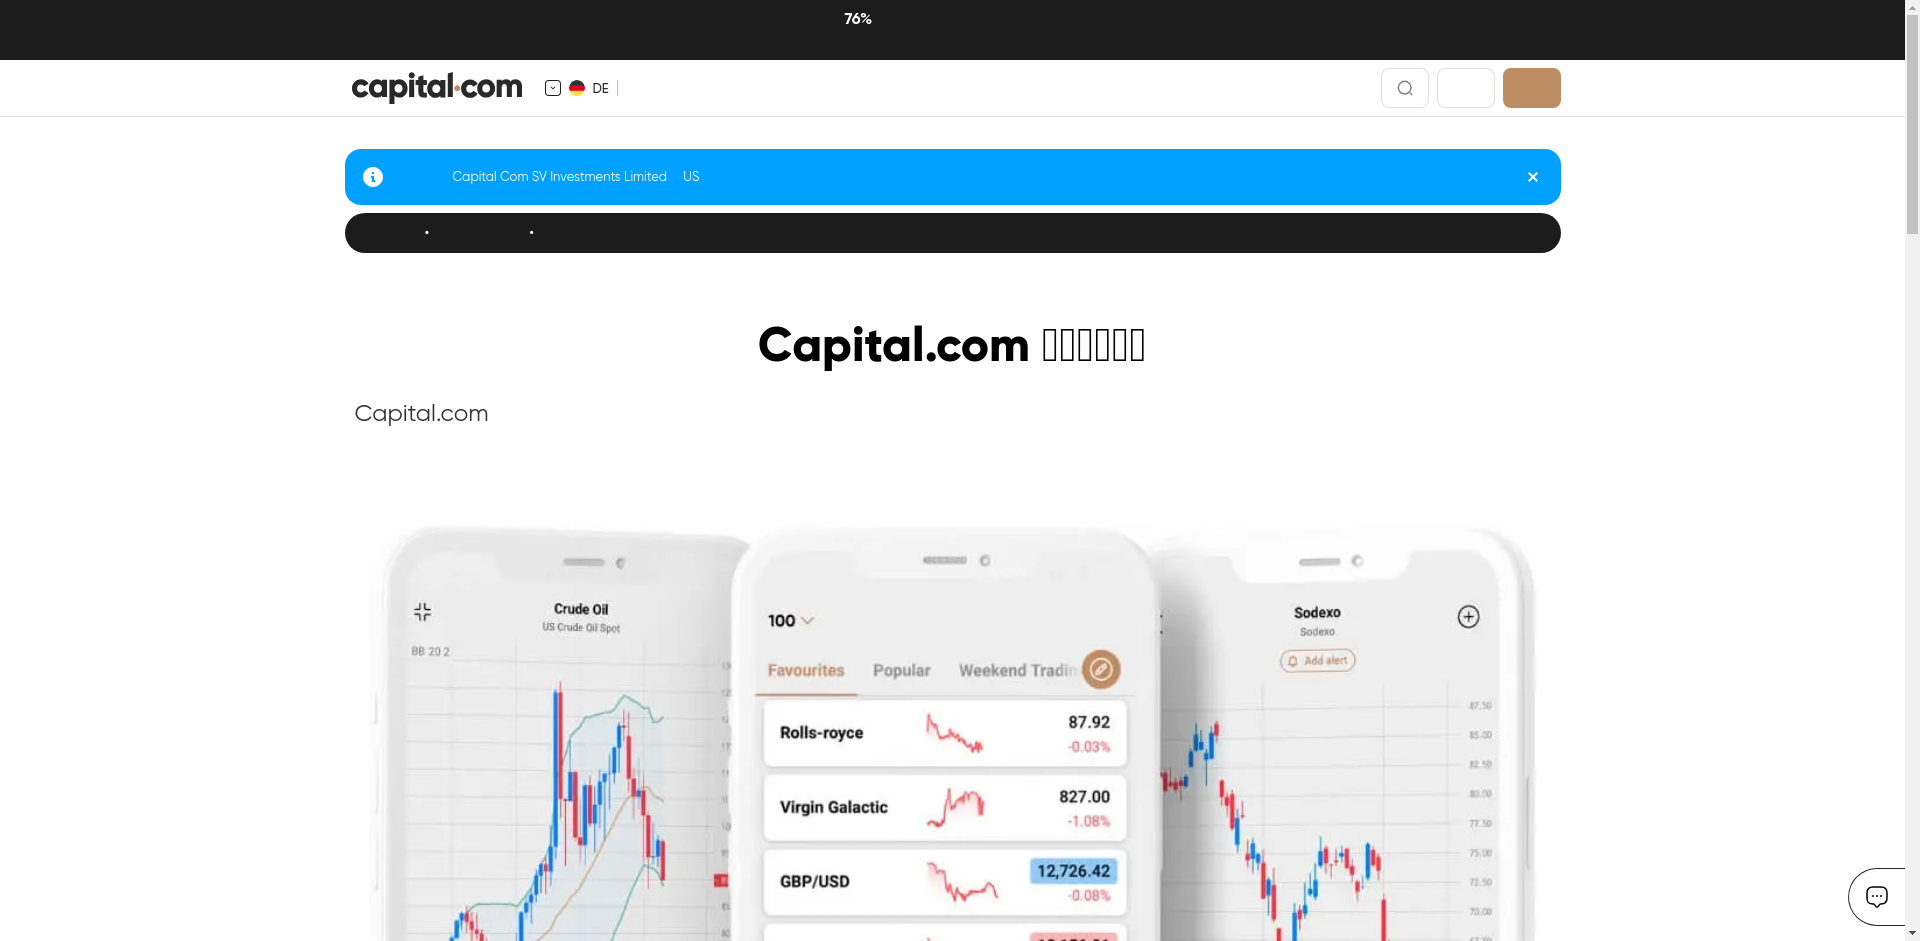 76%
capital.com
DE
Capital Com SV Investments Limited US
Capital.com
Capital.com
Crude Oil
US Crude Oil Spot
BB 20 2
100
Favourites Popular Weekend Tradin
Rolls-royce 87.92
-0.03%
Virgin Galactic 827.00
-1.08%
GBP/USD 12,726.42
-0.08%
Sodexo
Sodexo
Add alert
87.50
85.00
82.50
80.00
77.50
75.00
72.50
70.00